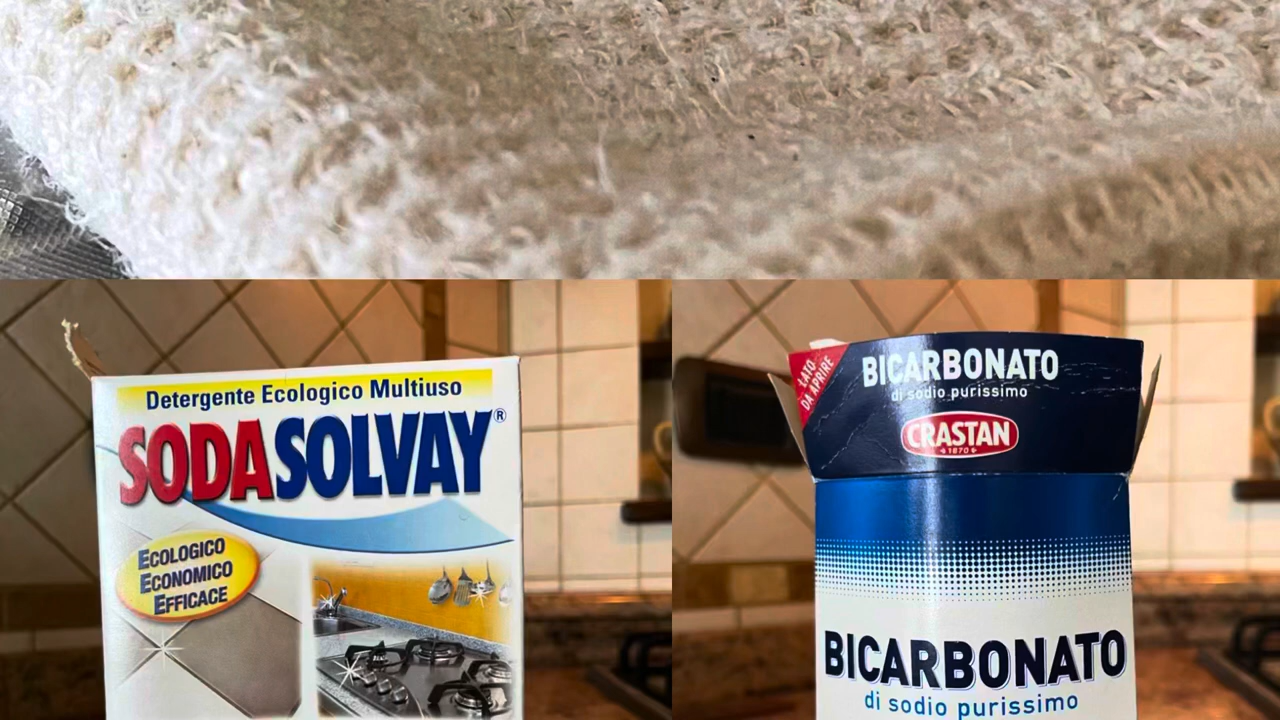 Detergente Ecologico Multiuso
SODASOLVAY®
ECOLOGICO
ECONOMICO
EFFICACE
LATO
DA APRIRE
BICARBONATO
di sodio purissimo
CRASTAN
1870
BICARBONATO
di sodio purissimo